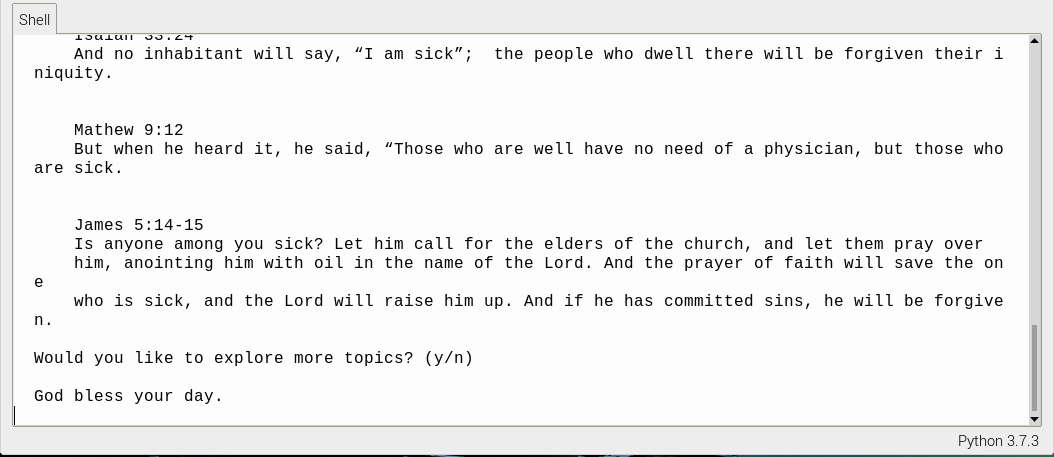 Shell
Isaiah 33:24
And no inhabitant will say, “I am sick”;  the people who dwell there will be forgiven their i
niquity.
Mathew 9:12
But when he heard it, he said, “Those who are well have no need of a physician, but those who
are sick.
James 5:14-15
Is anyone among you sick? Let him call for the elders of the church, and let them pray over
him, anointing him with oil in the name of the Lord. And the prayer of faith will save the on
e
who is sick, and the Lord will raise him up. And if he has committed sins, he will be forgive
n.
Would you like to explore more topics? (y/n)
God bless your day.
Python 3.7.3